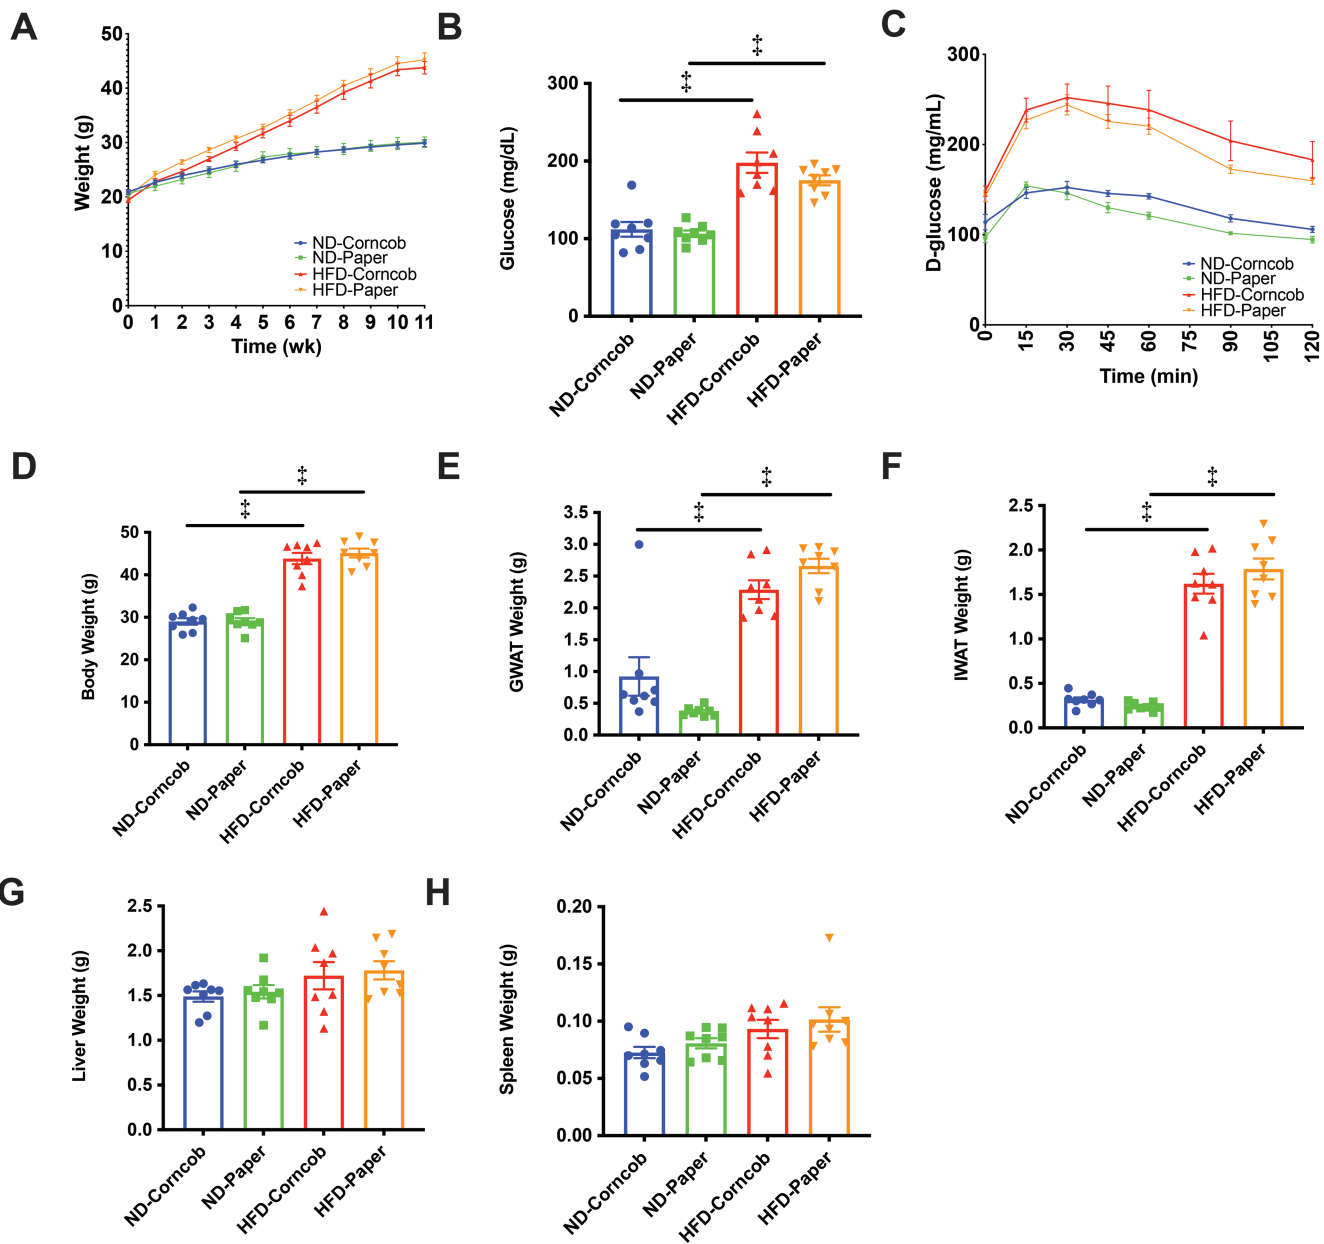 A
Weight (g)
50
40
30
20
10
0
0 1 2 3 4 5 6 7 8 9 10 11
Time (wk)
ND-Corncob
ND-Paper
HFD-Corncob
HFD-Paper
B
‡
‡
Glucose (mg/dL)
300
200
100
0
ND-Corncob
ND-Paper
HFD-Corncob
HFD-Paper
C
D-glucose (mg/mL)
300
200
100
0
0 15 30 45 60 75 90 105 120
Time (min)
ND-Corncob
ND-Paper
HFD-Corncob
HFD-Paper
D
‡
‡
Body Weight (g)
50
40
30
20
10
0
ND-Corncob
ND-Paper
HFD-Corncob
HFD-Paper
E
‡
‡
GWAT Weight (g)
3.5
3.0
2.5
2.0
1.5
1.0
0.5
0.0
ND-Corncob
ND-Paper
HFD-Corncob
HFD-Paper
F
‡
‡
IWAT Weight (g)
2.5
2.0
1.5
1.0
0.5
0.0
ND-Corncob
ND-Paper
HFD-Corncob
HFD-Paper
G
Liver Weight (g)
2.5
2.0
1.5
1.0
0.5
0.0
ND-Corncob
ND-Paper
HFD-Corncob
HFD-Paper
H
Spleen Weight (g)
0.20
0.15
0.10
0.05
0.00
ND-Corncob
ND-Paper
HFD-Corncob
HFD-Paper